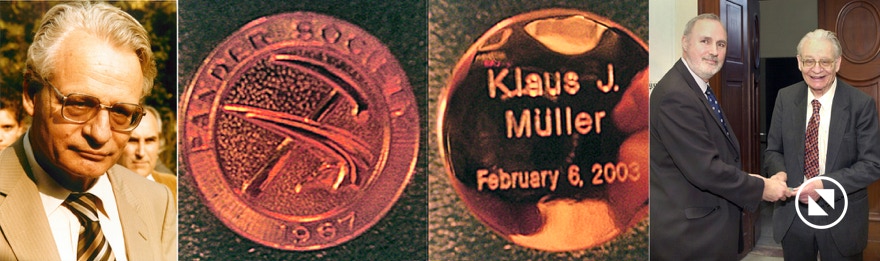 PANDER SOCIETY
1967
Klaus J.
Müller
February 6, 2003